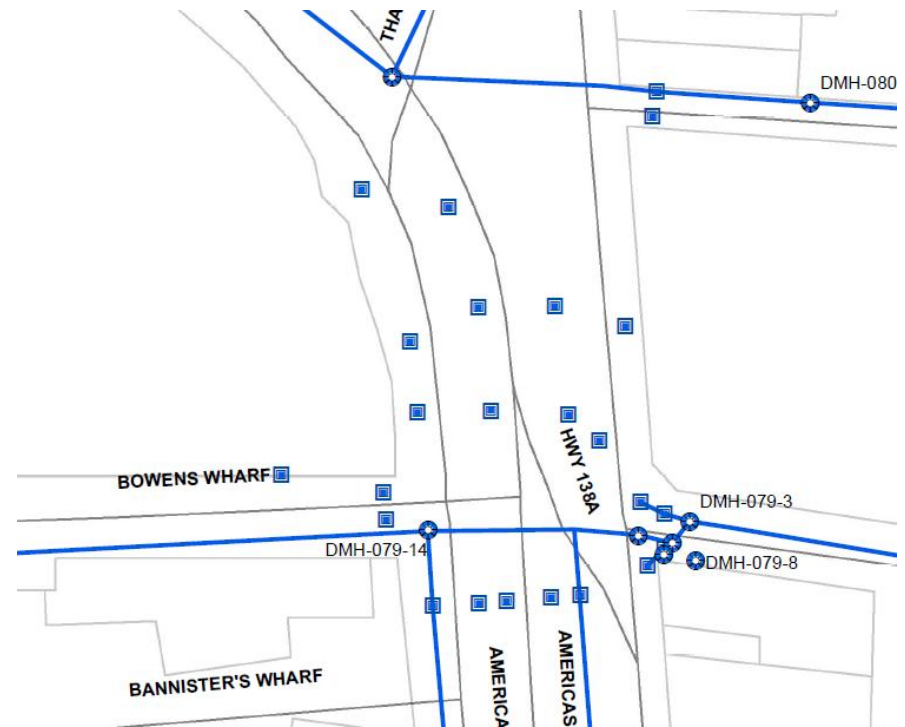 THA
DMH-080
HWY 138A
BOWENS WHARF
DMH-079-3
DMH-079-14
DMH-079-8
AMERICA
AMERICAS
BANNISTER'S WHARF